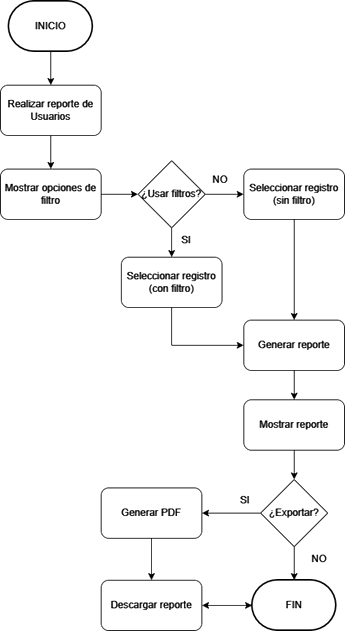 INICIO
Realizar reporte de
Usuarios
Mostrar opciones de
filtro
¿Usar filtros?
NO
Seleccionar registro
(sin filtro)
SI
Seleccionar registro
(con filtro)
Generar reporte
Mostrar reporte
¿Exportar?
SI
Generar PDF
NO
Descargar reporte
FIN